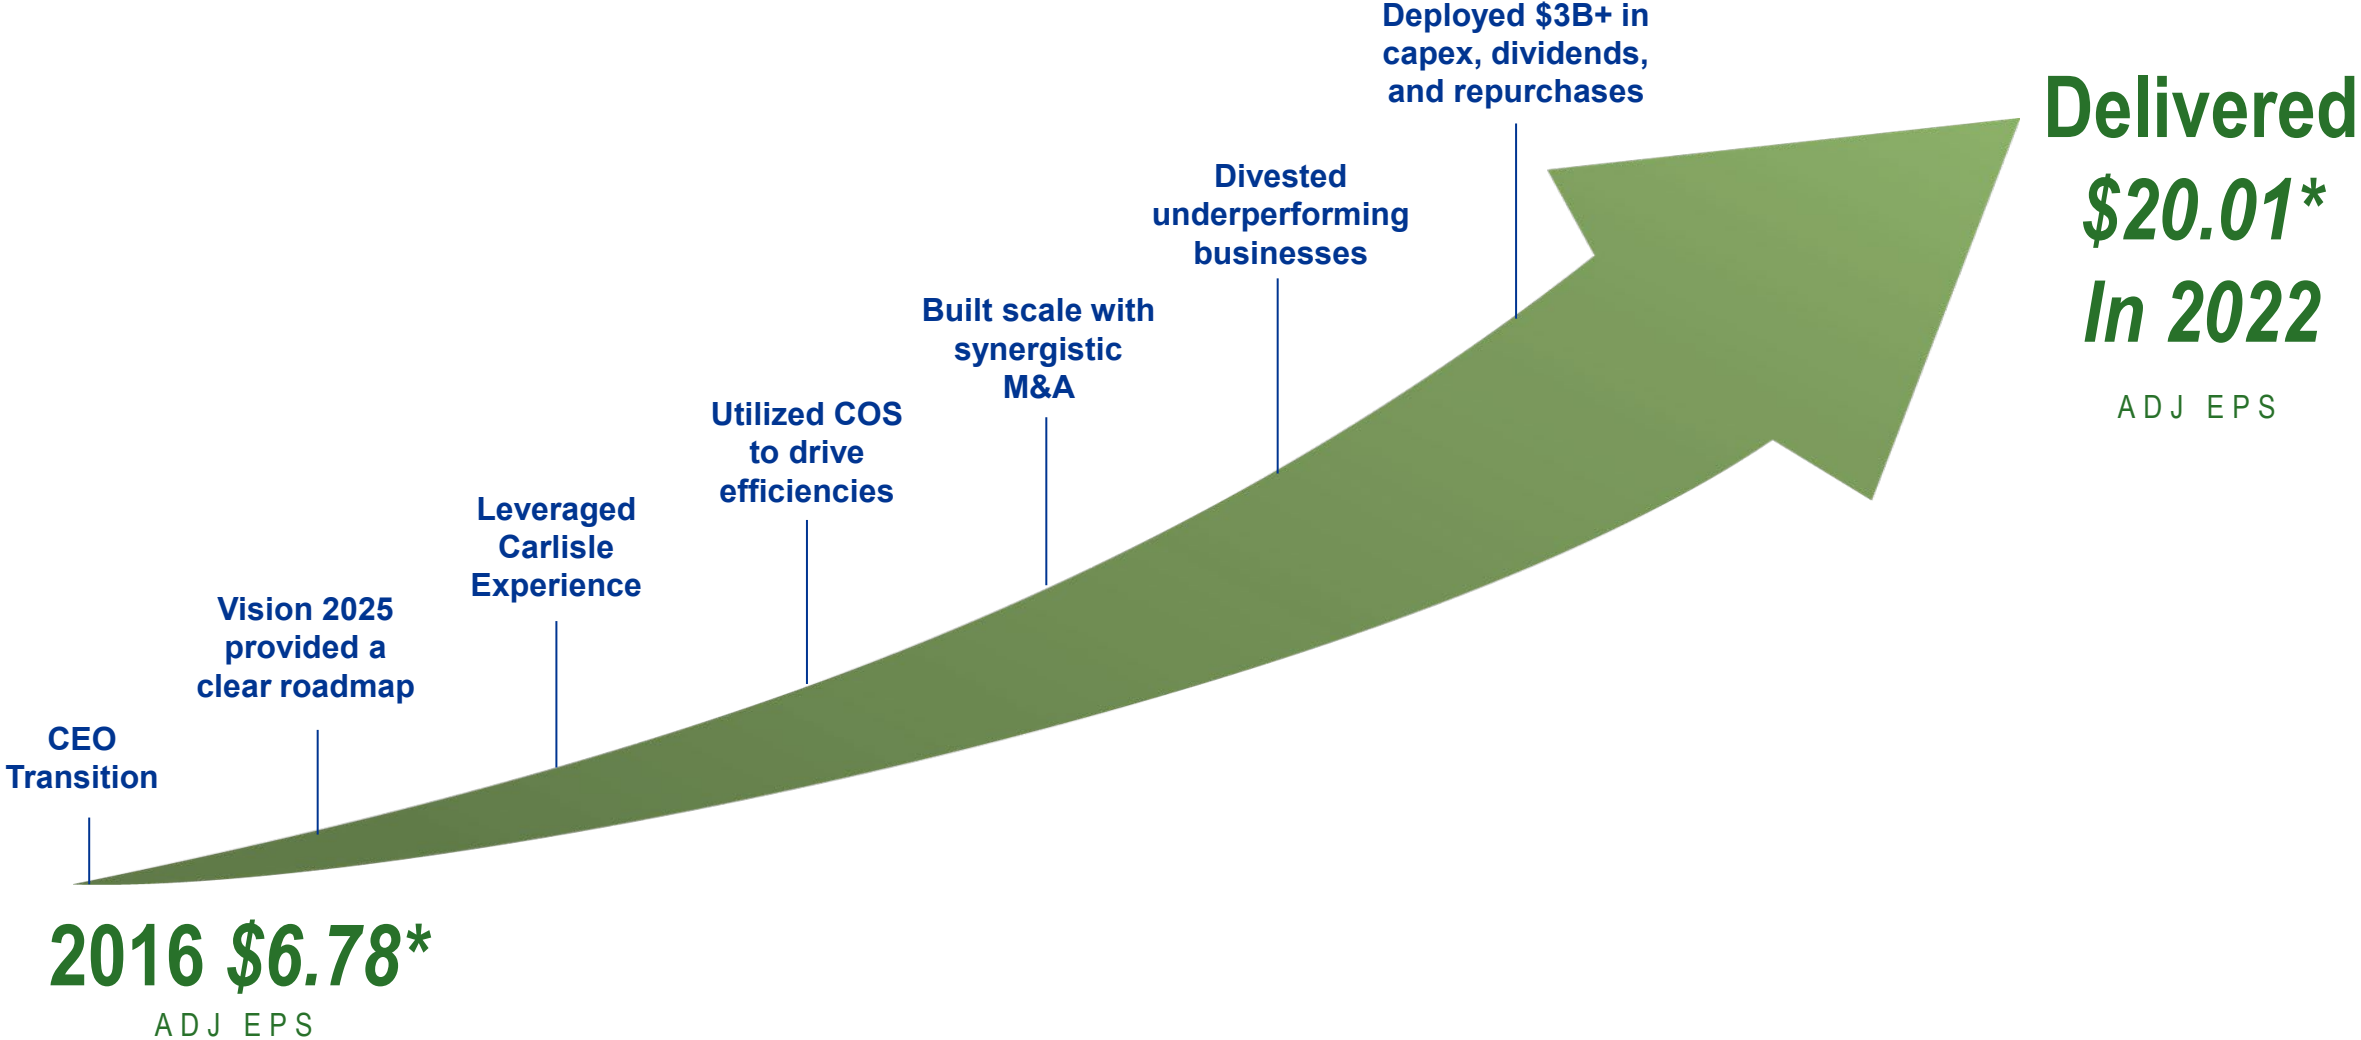 CEO
Transition
Vision 2025
provided a
clear roadmap
Leveraged
Carlisle
Experience
Utilized COS
to drive
efficiencies
Built scale with
synergistic
M&A
Divested
underperforming
businesses
Deployed $3B+ in
capex, dividends,
and repurchases
Delivered
$20.01*
In 2022
ADJ EPS
2016 $6.78*
ADJ EPS